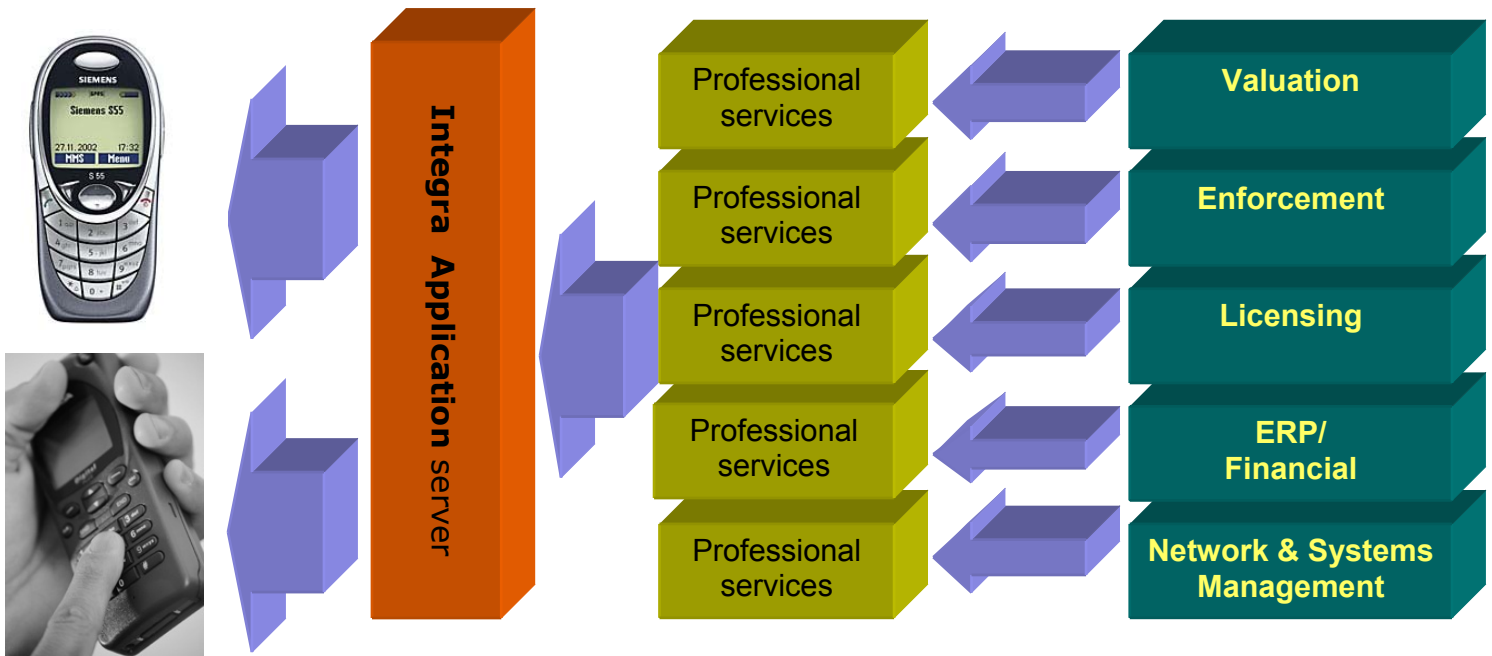 SIEMENS
Siemens S55
27.11.2002 17:32
MMS Menu
S 55
Integra Application server
Professional
services
Professional
services
Professional
services
Professional
services
Professional
services
Valuation
Enforcement
Licensing
ERP/
Financial
Network & Systems
Management